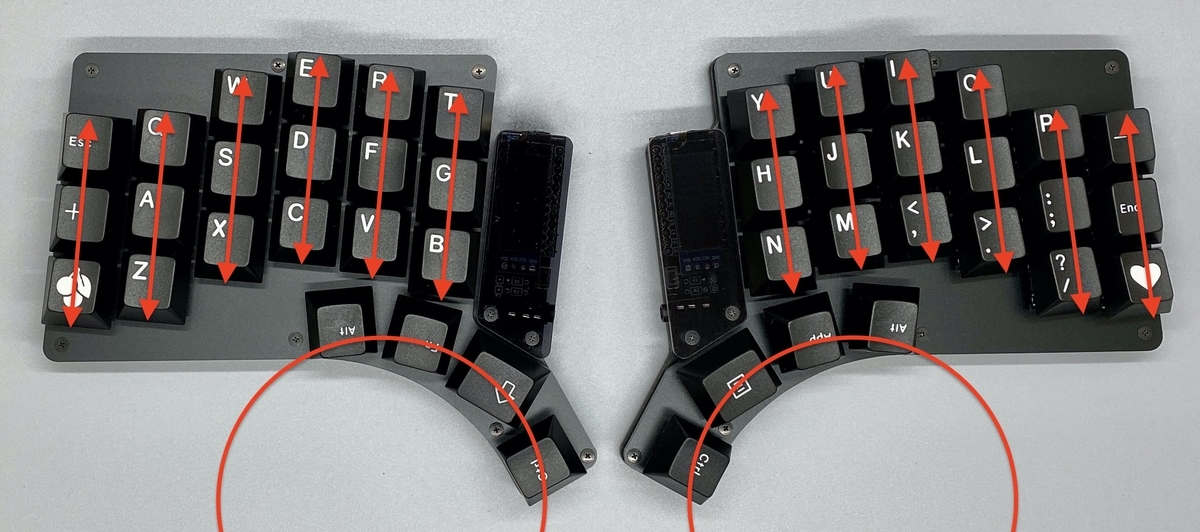 E R I
W T Y U O
Esc Q P _
D F K
S G H J L
+ A ; : End
C V < ,
X B N M > .
Z ? /
Alt App Alt
Ctrl Ctrl